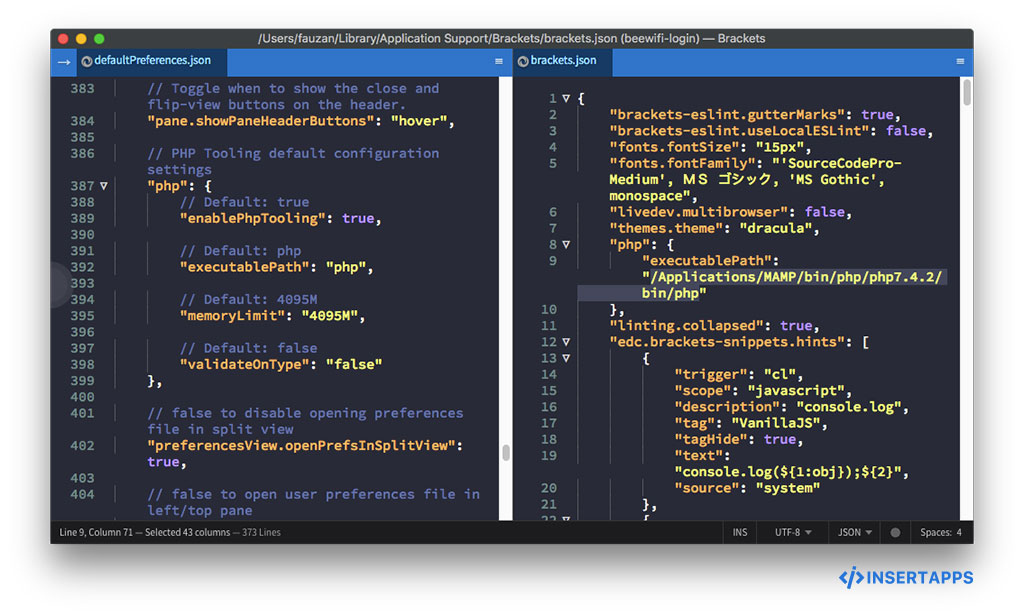 /Users/fauzan/Library/Application Support/Brackets/brackets.json (beewifi-login) — Brackets
→ defaultPreferences.json
383 // Toggle when to show the close and
flip-view buttons on the header.
384 "pane.showPaneHeaderButtons": "hover",
385
386 // PHP Tooling default configuration
settings
387 "php": {
388 // Default: true
389 "enablePhpTooling": true,
390
391 // Default: php
392 "executablePath": "php",
393
394 // Default: 4095M
395 "memoryLimit": "4095M",
396
397 // Default: false
398 "validateOnType": "false"
399 },
400
401 // false to disable opening preferences
file in split view
402 "preferencesView.openPrefsInSplitView":
true,
403
404 // false to open user preferences file in
left/top pane
brackets.json
1 {
2 "brackets-eslint.gutterMarks": true,
3 "brackets-eslint.useLocalESLint": false,
4 "fonts.fontSize": "15px",
5 "fonts.fontFamily": "'SourceCodePro-
Medium', MS ゴシック, 'MS Gothic',
monospace",
6 "livedev.multibrowser": false,
7 "themes.theme": "dracula",
8 "php": {
9 "executablePath":
"/Applications/MAMP/bin/php/php7.4.2/
bin/php"
10 },
11 "linting.collapsed": true,
12 "edc.brackets-snippets.hints": [
13 {
14 "trigger": "cl",
15 "scope": "javascript",
16 "description": "console.log",
17 "tag": "VanillaJS",
18 "tagHide": true,
19 "text":
"console.log(${1:obj});${2}",
20 "source": "system"
21 },
22 {
Line 9, Column 71 — Selected 43 columns — 373 Lines
INS UTF-8 JSON Spaces: 4
</>INSERTAPPS